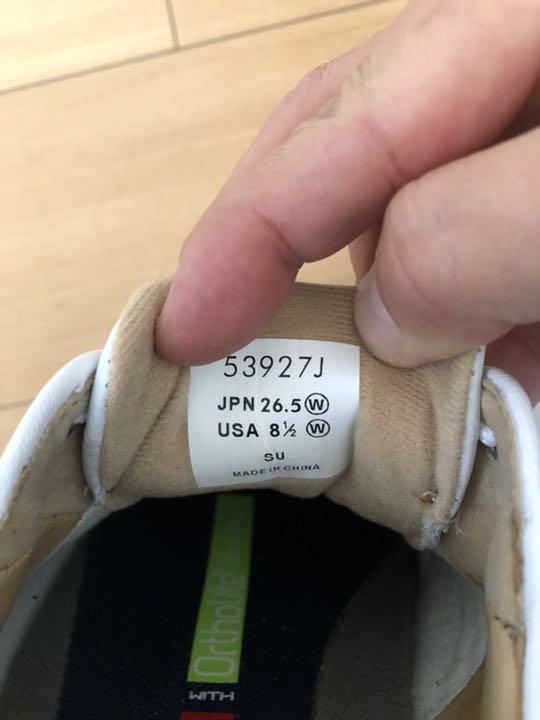 53927J
JPN 26.5 Ⓦ
USA 8½ Ⓦ
SU
MADE IN CHINA
Ortholite
WITH